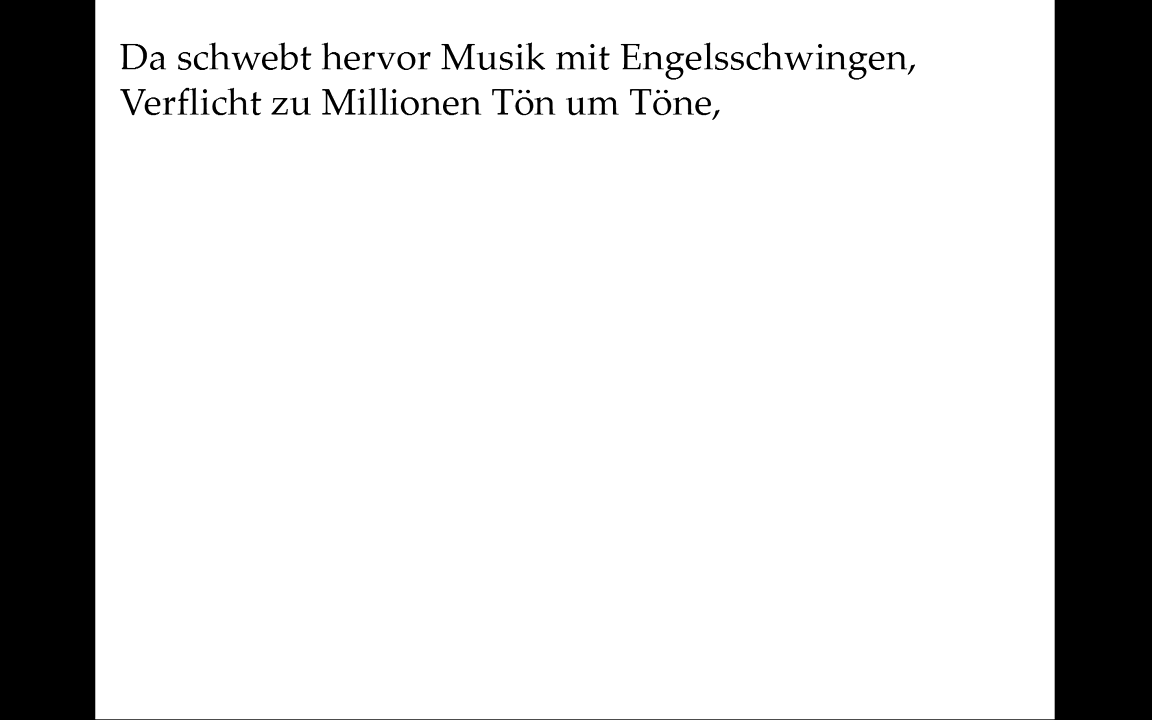 Da schwebt hervor Musik mit Engelsschwingen,
Verflicht zu Millionen Tön um Töne,